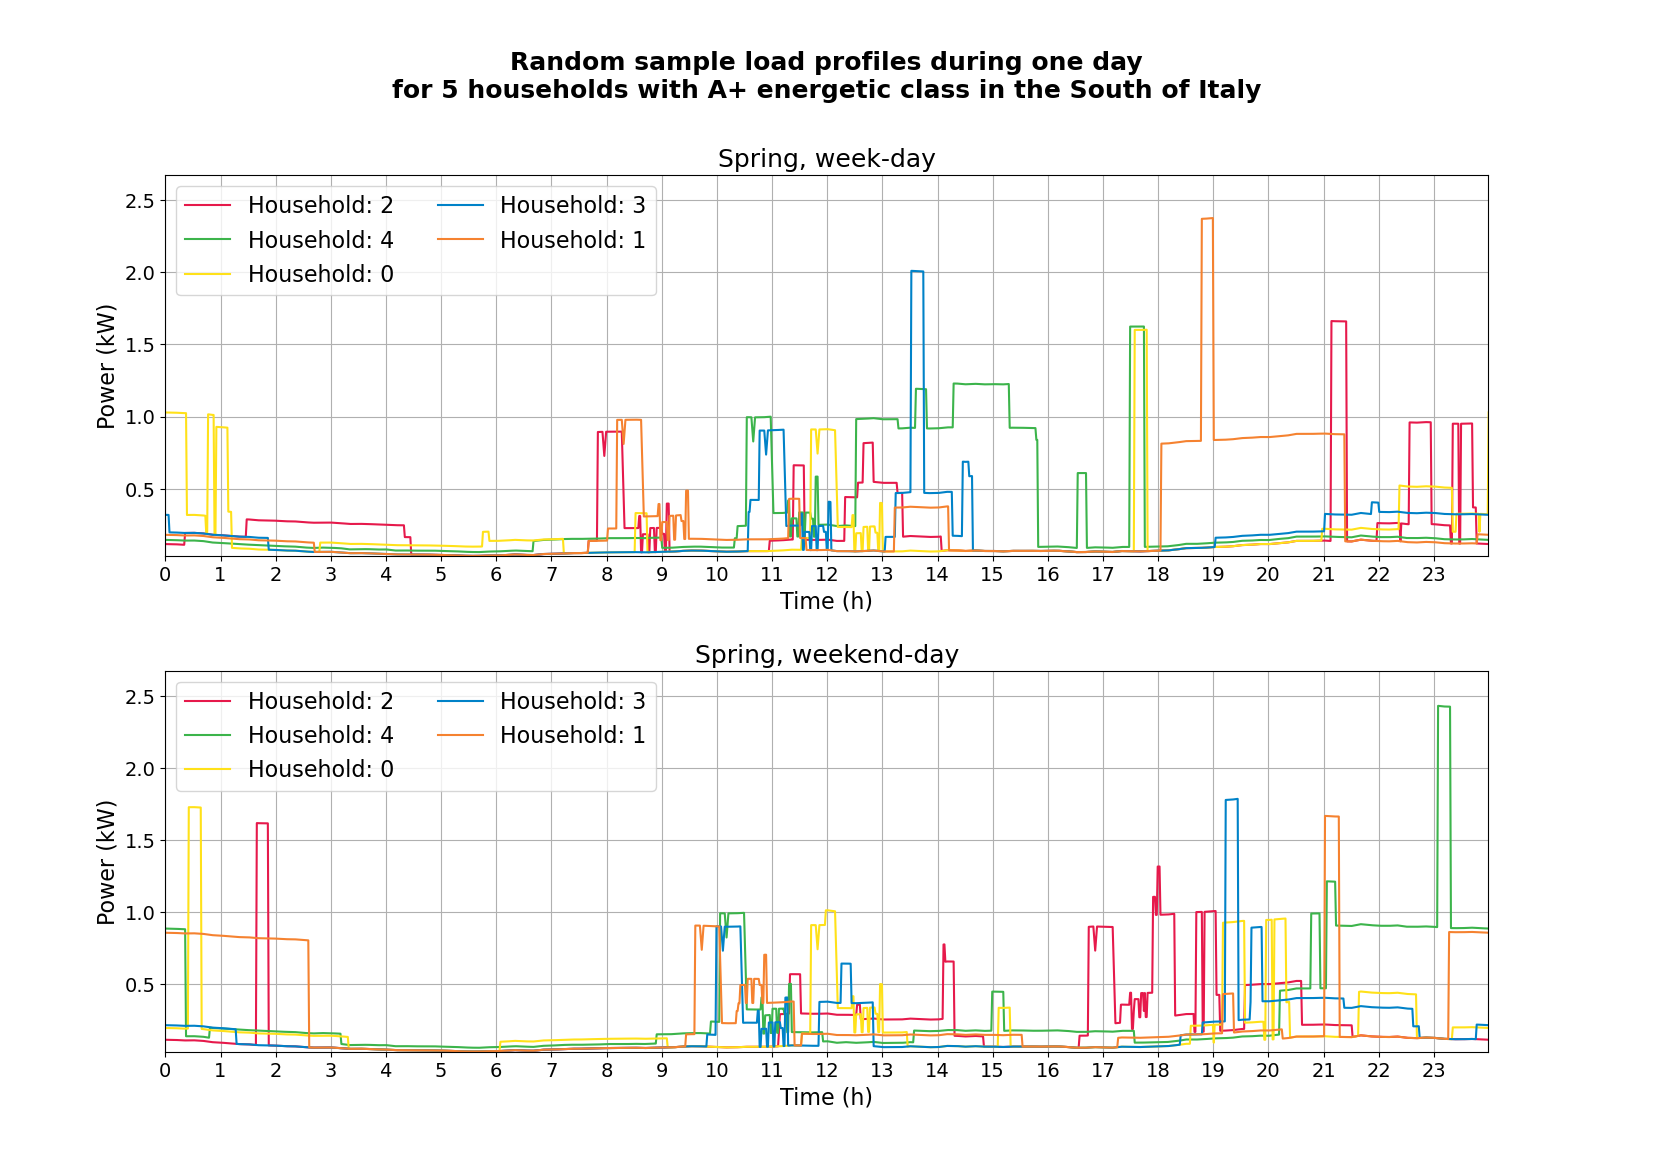 Random sample load profiles during one day
for 5 households with A+ energetic class in the South of Italy
Spring, week-day
Household: 2
Household: 4
Household: 0
Household: 3
Household: 1
Power (kW)
2.5
2.0
1.5
1.0
0.5
0 1 2 3 4 5 6 7 8 9 10 11 12 13 14 15 16 17 18 19 20 21 22 23
Time (h)
Spring, weekend-day
Household: 2
Household: 4
Household: 0
Household: 3
Household: 1
Power (kW)
2.5
2.0
1.5
1.0
0.5
0 1 2 3 4 5 6 7 8 9 10 11 12 13 14 15 16 17 18 19 20 21 22 23
Time (h)